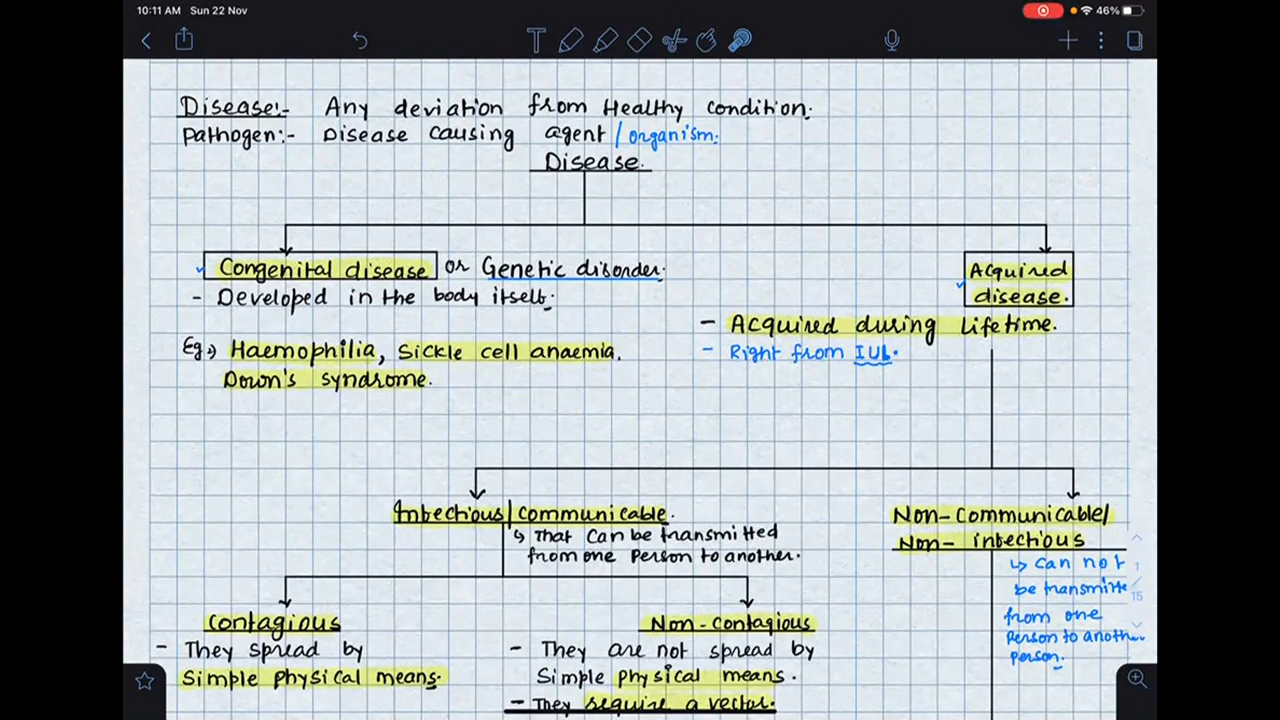 10:11 AM Sun 22 Nov
46%
Disease:- Any deviation from Healthy condition.
Pathogen:- Disease causing agent / organism.
Disease.
Congenital disease or Genetic disorder.
- Developed in the body itself.
Eg:> Haemophilia, Sickle cell anaemia.
Down's syndrome.
Acquired
disease.
- Acquired during lifetime.
- Right from IUL.
Infectious/communicable.
↳ That can be transmitted
from one Person to another.
Non-communicable/
Non-infectious
↳ can not
be transmitte
from one
Person to another
person.
1
15
Contagious
- They spread by
Simple physical means.
Non-Contagious
- They are not spread by
Simple physical means.
- They require a vector.